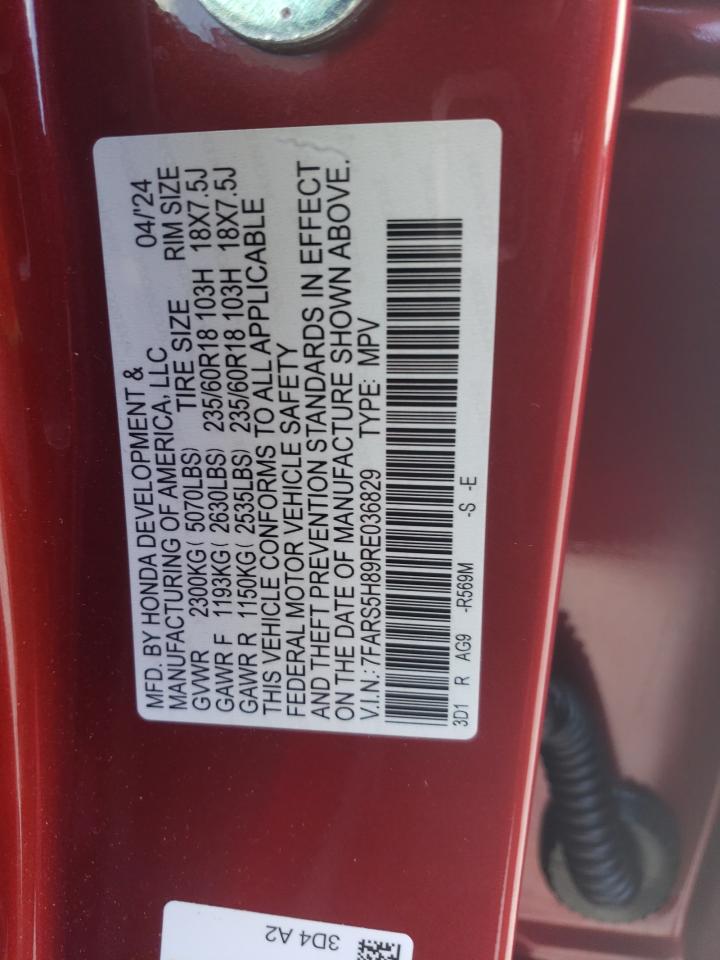 MFD. BY HONDA DEVELOPMENT & 04/'24
MANUFACTURING OF AMERICA, LLC
GVWR 2300KG( 5070LBS) TIRE SIZE RIM SIZE
GAWR F 1193KG( 2630LBS) 235/60R18 103H 18X7.5J
GAWR R 1150KG( 2535LBS) 235/60R18 103H 18X7.5J
THIS VEHICLE CONFORMS TO ALL APPLICABLE
FEDERAL MOTOR VEHICLE SAFETY
AND THEFT PREVENTION STANDARDS IN EFFECT
ON THE DATE OF MANUFACTURE SHOWN ABOVE.
V.I.N.: 7FARS5H89RE036829 TYPE: MPV
3D1 R AG9 -R569M -S -E
3D4 A2